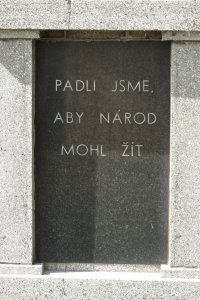 PADLI JSME,
ABY NÁROD
MOHL ŽÍT